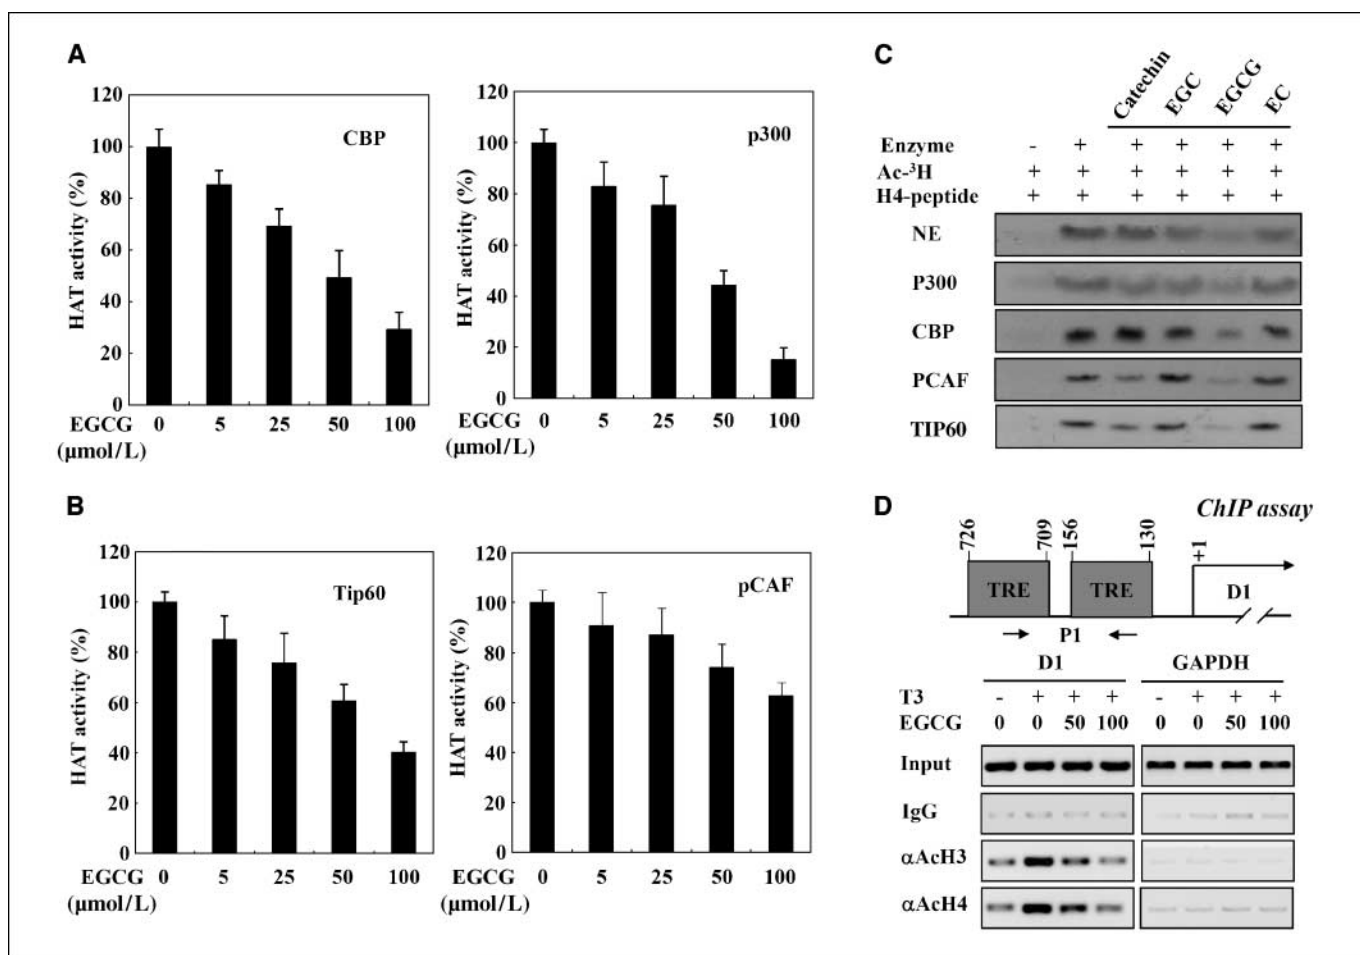 A
CBP
HAT activity (%)
120
100
80
60
40
20
0
EGCG 0 5 25 50 100
(µmol/L)
p300
HAT activity (%)
120
100
80
60
40
20
0
EGCG 0 5 25 50 100
(µmol/L)
B
Tip60
HAT activity (%)
120
100
80
60
40
20
0
EGCG 0 5 25 50 100
(µmol/L)
pCAF
HAT activity (%)
120
100
80
60
40
20
0
EGCG 0 5 25 50 100
(µmol/L)
C
Catechin EGC EGCG EC
Enzyme - + + + + +
Ac-³H + + + + + +
H4-peptide + + + + + +
NE
P300
CBP
PCAF
TIP60
D
ChIP assay
726 709 156 130 +1
TRE TRE D1
P1
D1 GAPDH
T3 - + + + - + + +
EGCG 0 0 50 100 0 0 50 100
Input
IgG
αAcH3
αAcH4